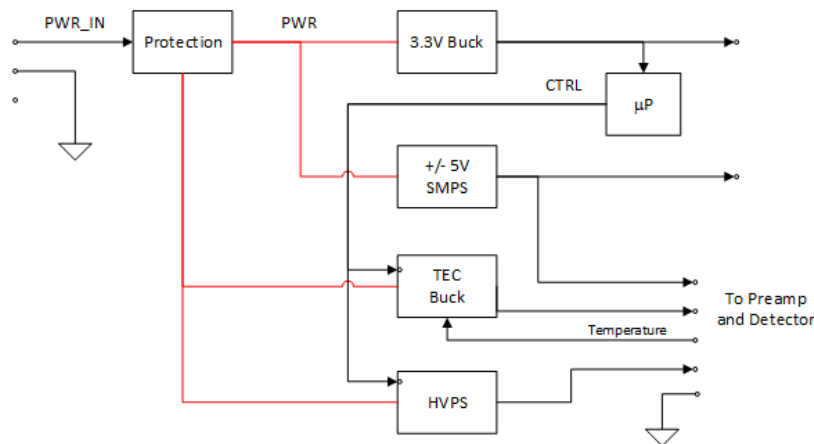 PWR_IN
Protection
PWR
3.3V Buck
CTRL
µP
+/- 5V
SMPS
TEC
Buck
To Preamp
and Detector
Temperature
HVPS